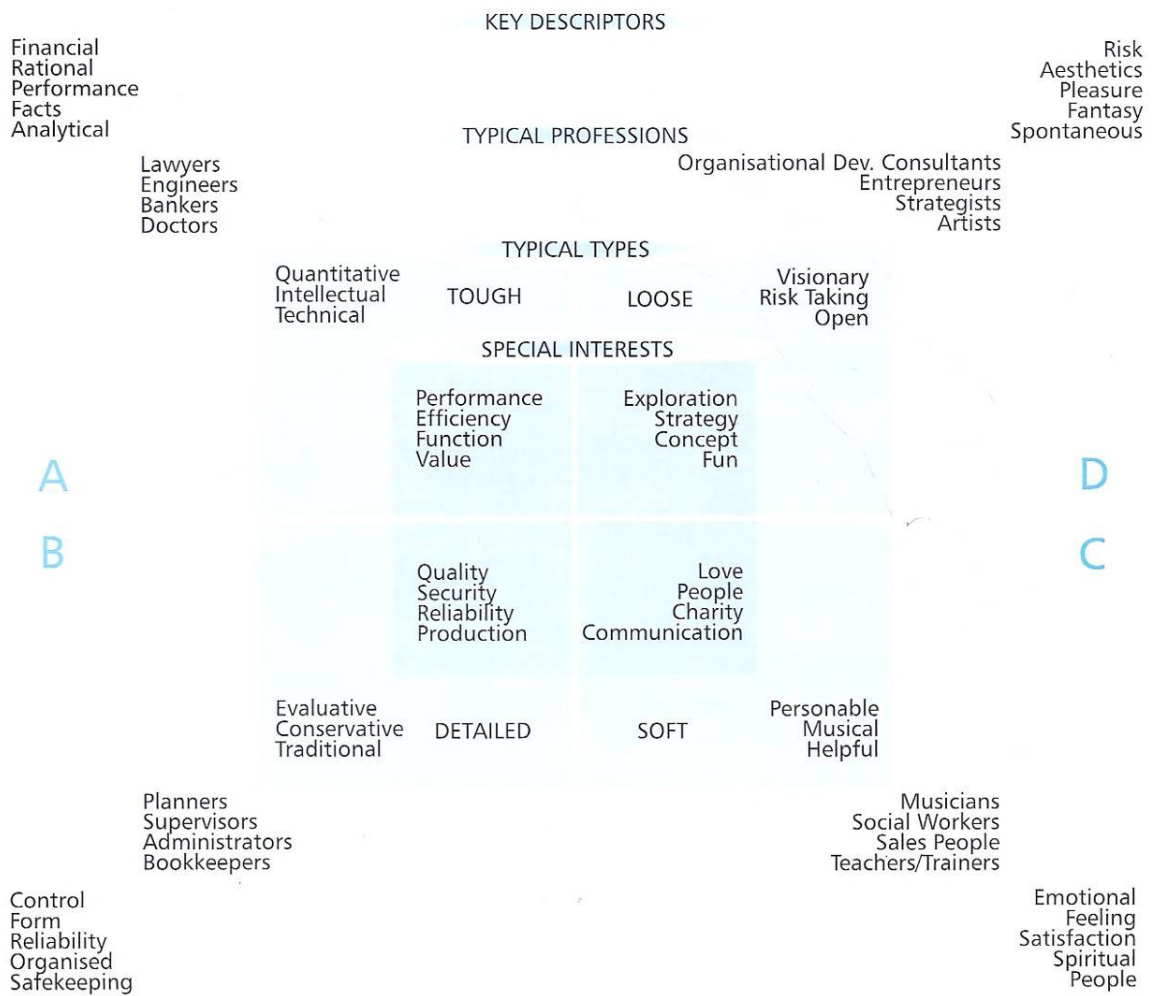 KEY DESCRIPTORS
Financial
Rational
Performance
Facts
Analytical
Risk
Aesthetics
Pleasure
Fantasy
Spontaneous
TYPICAL PROFESSIONS
Lawyers
Engineers
Bankers
Doctors
Organisational Dev. Consultants
Entrepreneurs
Strategists
Artists
TYPICAL TYPES
Quantitative
Intellectual
Technical
TOUGH
LOOSE
Visionary
Risk Taking
Open
SPECIAL INTERESTS
Performance
Efficiency
Function
Value
Exploration
Strategy
Concept
Fun
A
D
B
C
Quality
Security
Reliability
Production
Love
People
Charity
Communication
Evaluative
Conservative
Traditional
DETAILED
SOFT
Personable
Musical
Helpful
Planners
Supervisors
Administrators
Bookkeepers
Musicians
Social Workers
Sales People
Teachers/Trainers
Control
Form
Reliability
Organised
Safekeeping
Emotional
Feeling
Satisfaction
Spiritual
People